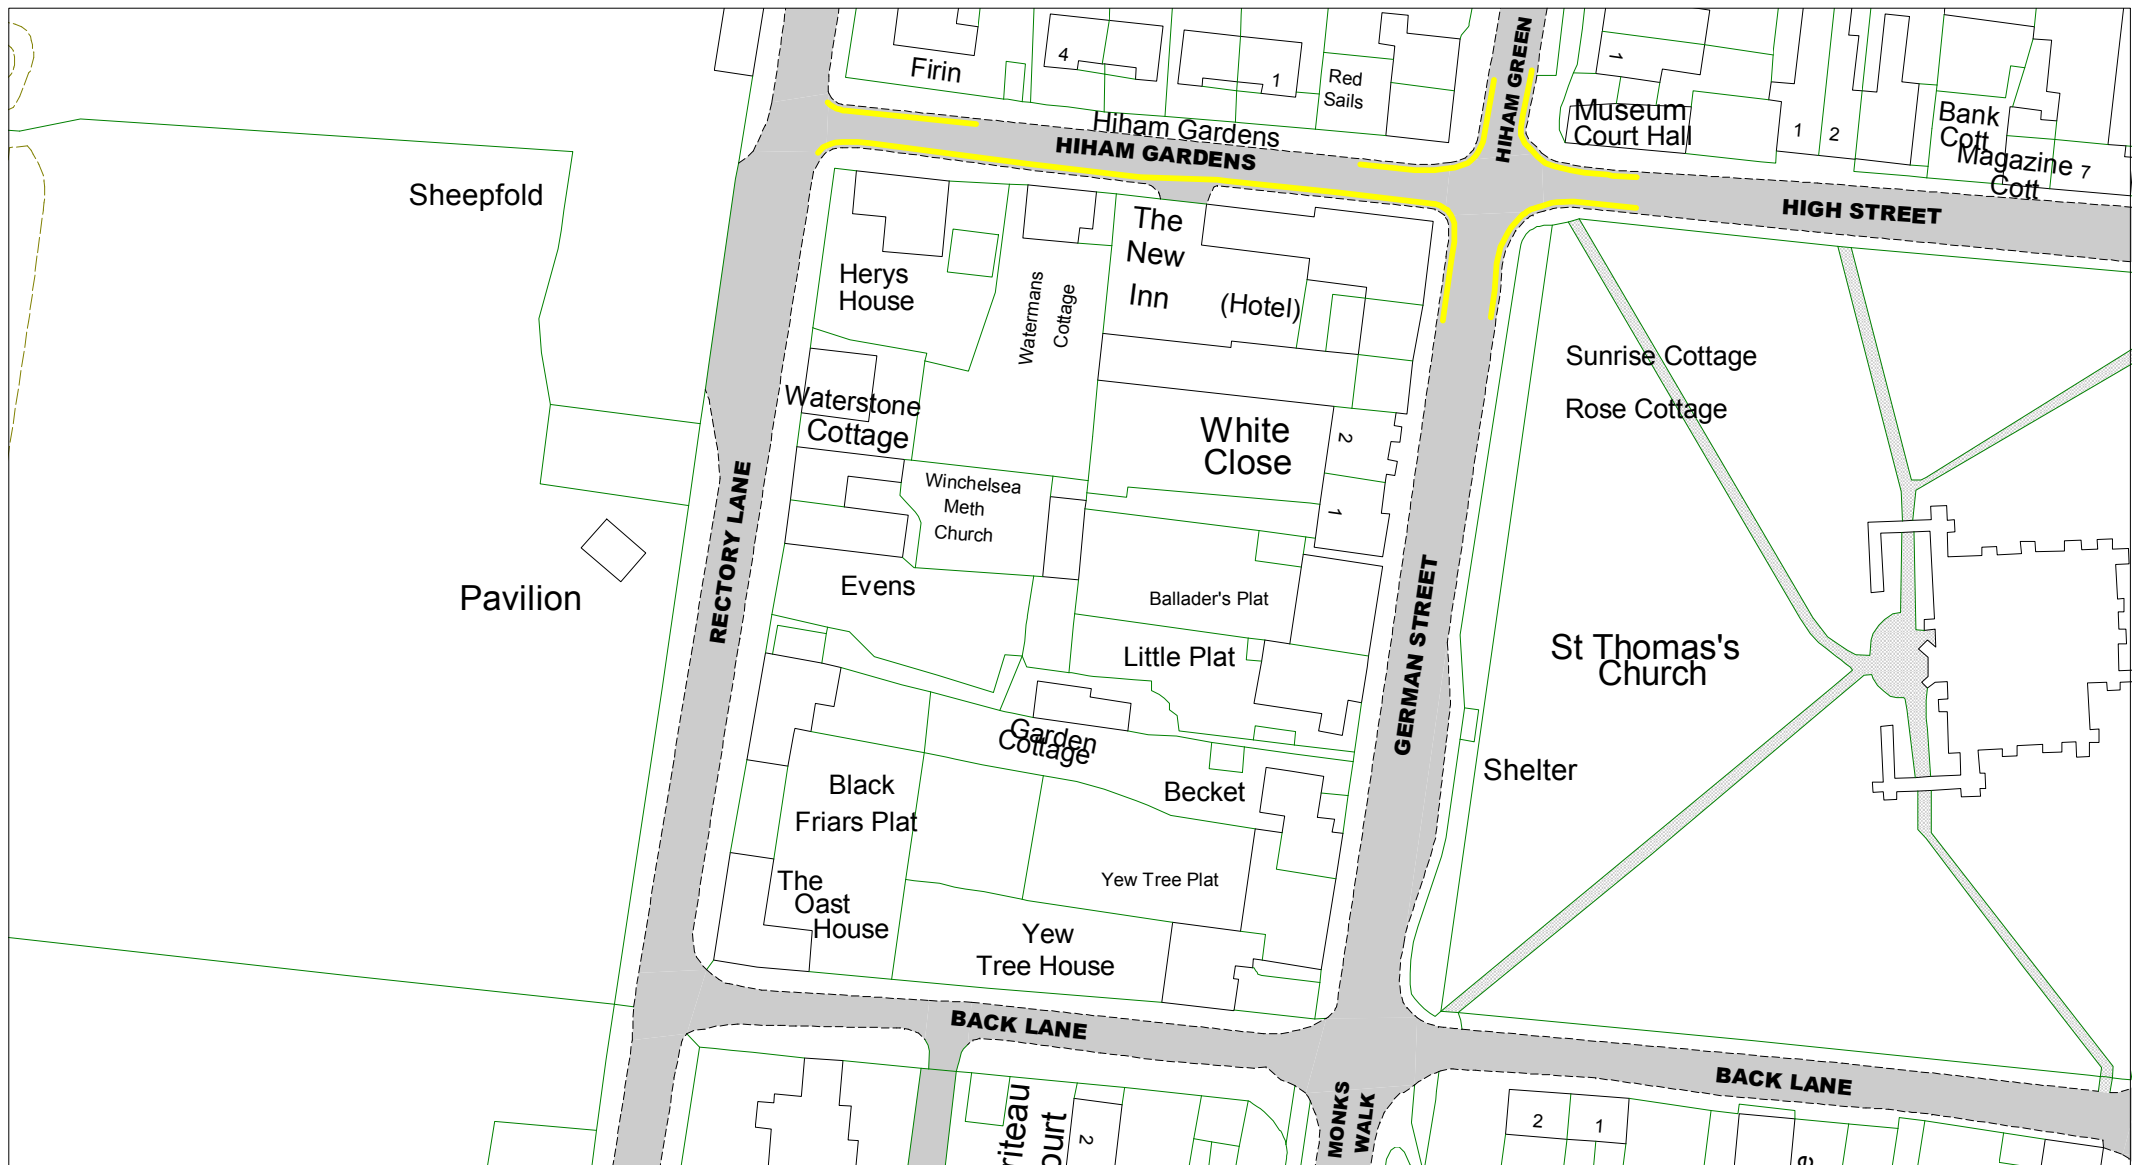 Firin
4
1
Red
Sails
HIHAM GREEN
1
Museum
Court Hall
1
2
Bank
Cott
Magazine
Cott
7
Hiham Gardens
HIHAM GARDENS
HIGH STREET
Sheepfold
Herys
House
Watermans
Cottage
The
New
Inn
(Hotel)
Sunrise Cottage
Rose Cottage
Waterstone
Cottage
White
Close
2
1
Winchelsea
Meth
Church
RECTORY LANE
Pavilion
Evens
Ballader's Plat
Little Plat
GERMAN STREET
St Thomas's
Church
Garden
Cottage
Shelter
Black
Friars Plat
Becket
The
Oast
House
Yew Tree Plat
Yew
Tree House
BACK LANE
BACK LANE
MONKS
WALK
riteau
ourt
2
2
1